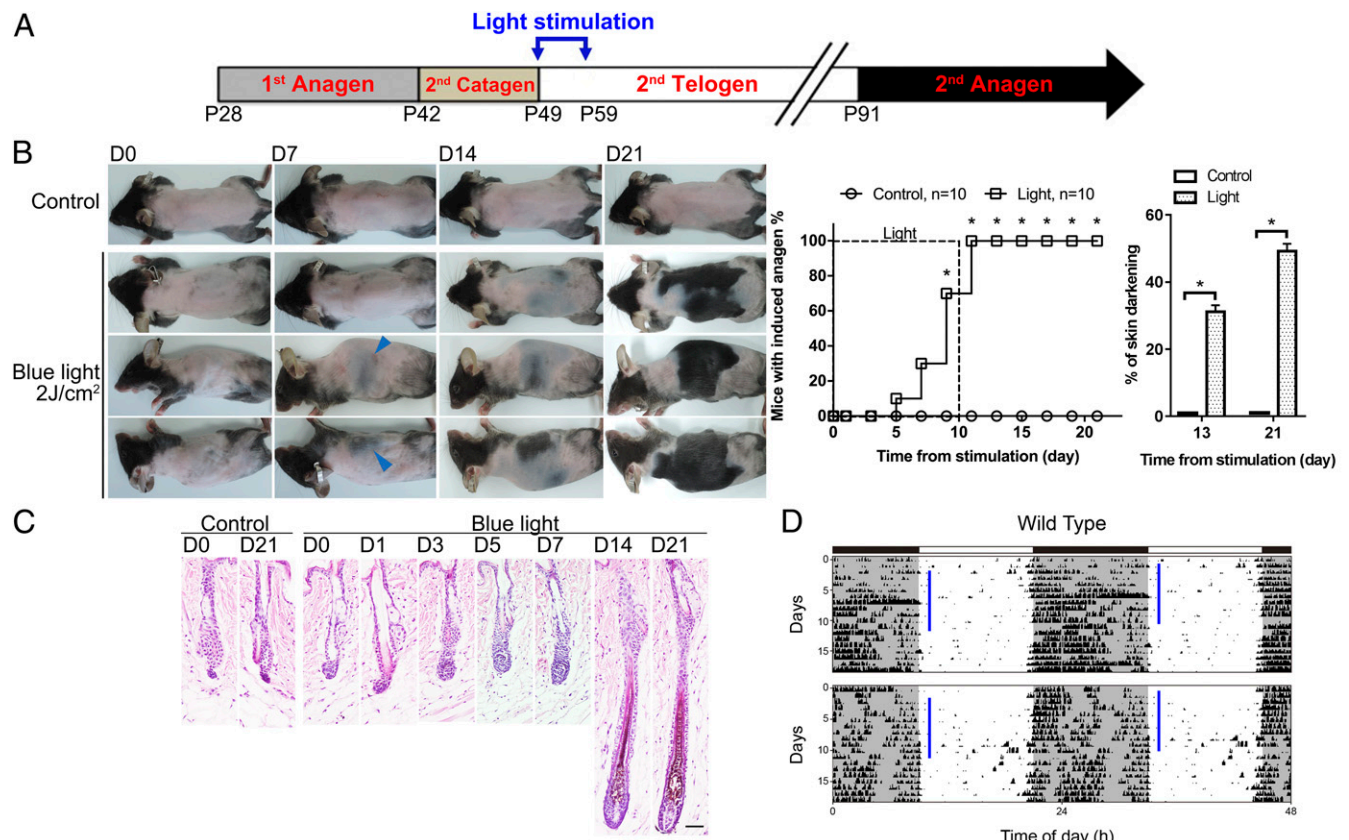 A
Light stimulation
1st Anagen
2nd Catagen
2nd Telogen
2nd Anagen
P28
P42
P49
P59
P91
B
D0
D7
D14
D21
Control
Blue light
2J/cm2
Control, n=10
Light, n=10
Mice with induced anagen %
100
80
60
40
20
0
Light
* * * * * * *
0
5
10
15
20
Time from stimulation (day)
Control
Light
% of skin darkening
60
40
20
0
*
*
13
21
Time from stimulation (day)
C
Control
Blue light
D0
D21
D0
D1
D3
D5
D7
D14
D21
D
Wild Type
Days
0
5
10
15
Days
0
5
10
15
0
24
48
Time of day (h)